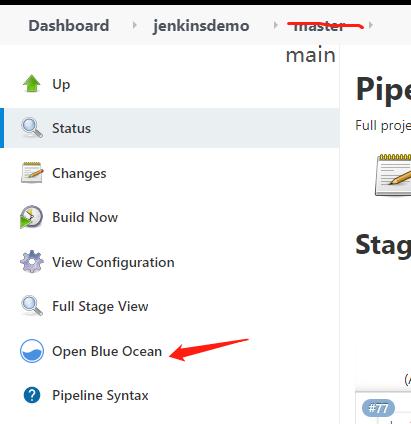 Dashboard jenkinsdemo master
main
Up
Status
Changes
Build Now
View Configuration
Full Stage View
Open Blue Ocean
Pipeline Syntax
Pipe
Full proje
Stag
(A
#77